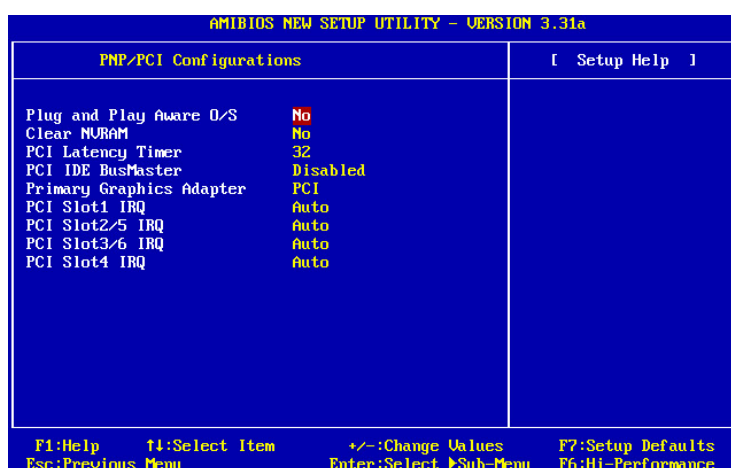 AMIBIOS NEW SETUP UTILITY - VERSION 3.31a
PNP/PCI Configurations
[ Setup Help ]
Plug and Play Aware O/S No
Clear NVRAM No
PCI Latency Timer 32
PCI IDE BusMaster Disabled
Primary Graphics Adapter PCI
PCI Slot1 IRQ Auto
PCI Slot2/5 IRQ Auto
PCI Slot3/6 IRQ Auto
PCI Slot4 IRQ Auto
F1:Help ↑↓:Select Item +/-:Change Values F7:Setup Defaults
Esc:Previous Menu Enter:Select ▶Sub-Menu F6:Hi-Performance